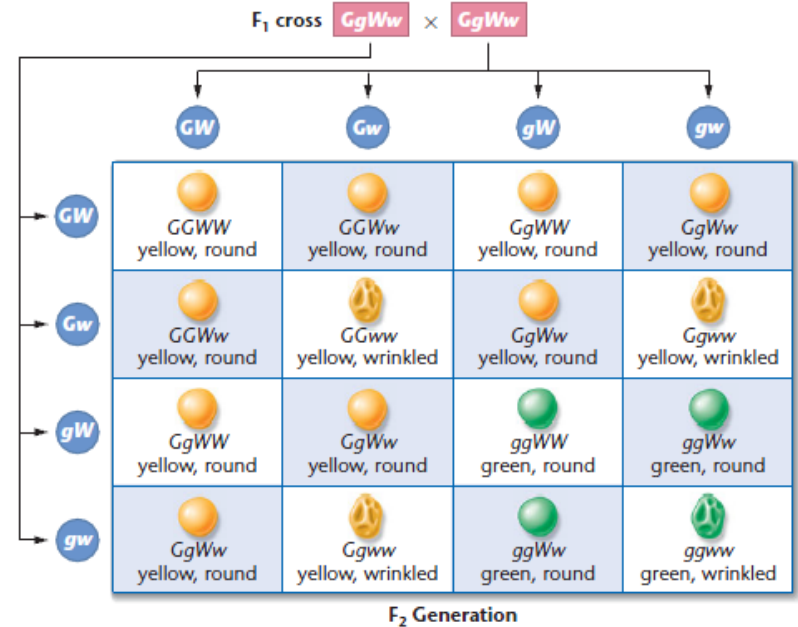 F₁ cross GgWw × GgWw
GW Gw gW gw
GW
GGWW GGWw GgWW GgWw
yellow, round yellow, round yellow, round yellow, round
Gw
GGWw GGww GgWw Ggww
yellow, round yellow, wrinkled yellow, round yellow, wrinkled
gW
GgWW GgWw ggWW ggWw
yellow, round yellow, round green, round green, round
gw
GgWw Ggww ggWw ggww
yellow, round yellow, wrinkled green, round green, wrinkled
F₂ Generation